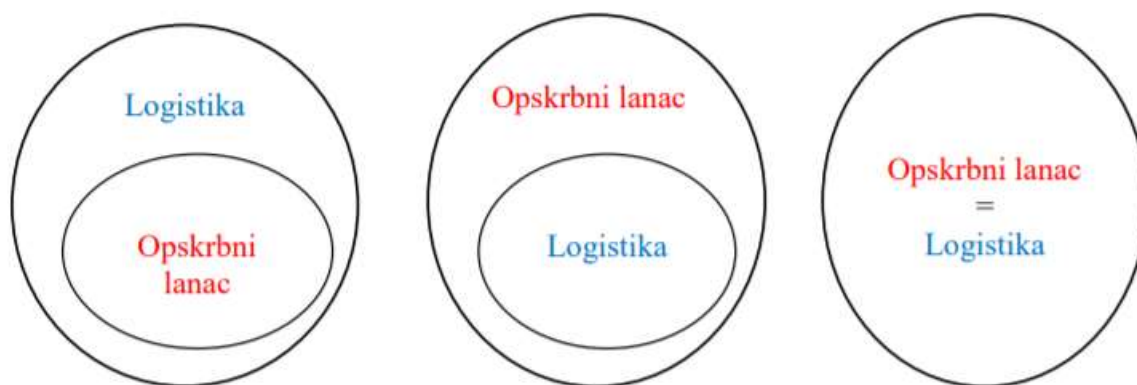 Logistika
Opskrbni
lanac
Opskrbni lanac
Logistika
Opskrbni lanac
=
Logistika